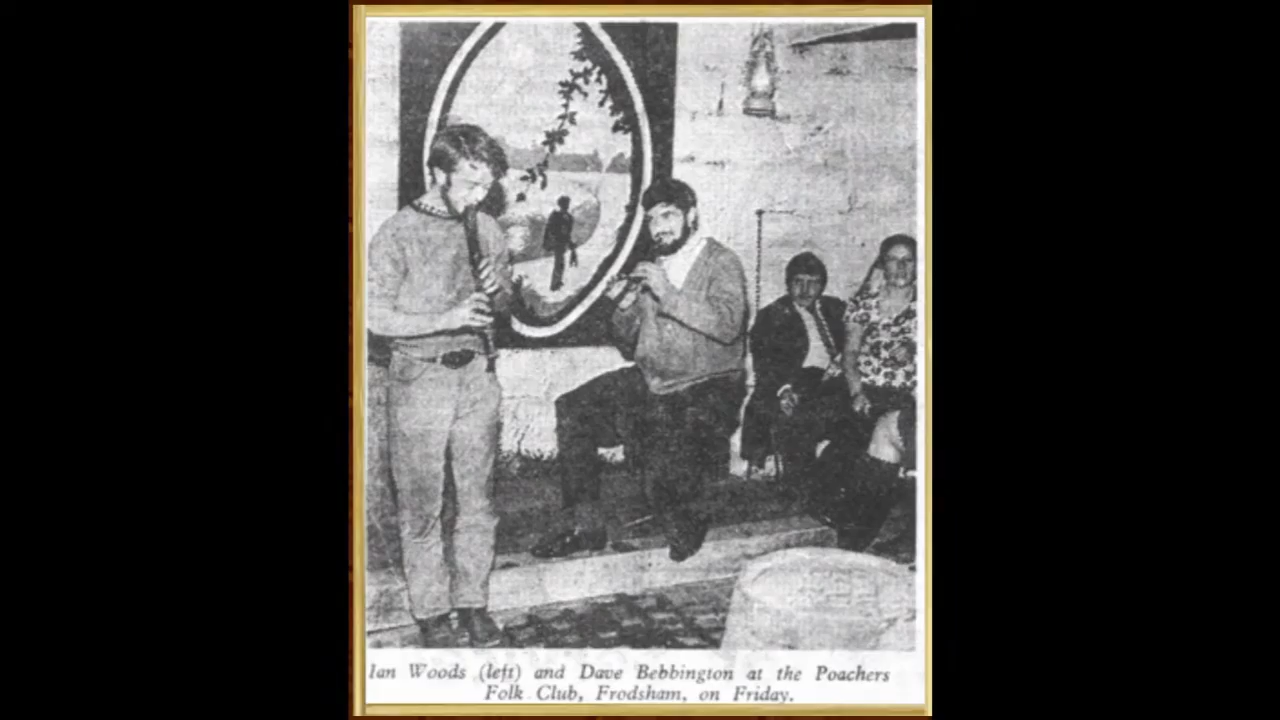 Ian Woods (left) and Dave Bebbington at the Poachers
Folk Club, Frodsham, on Friday.